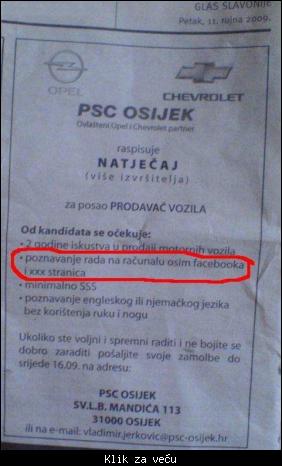 GLAS SLAVONIJE
Petak, 11. rujna 2009.
OPEL
CHEVROLET
PSC OSIJEK
Ovlašteni Opel i Chevrolet partner
raspisuje
NATJEČAJ
(više izvršitelja)
za posao PRODAVAČ VOZILA
Od kandidata se očekuje:
• 2 godine iskustva u prodaji motornih vozila
• poznavanje rada na računalu osim facebooka
i xxx stranica
• minimalno SSS
• poznavanje engleskog ili njemačkog jezika
bez korištenja ruku i nogu
Ukoliko ste voljni i spremni raditi i ne bojite se
dobro zaraditi pošaljite svoje zamolbe do
srijede 16.09. na adresu:
PSC OSIJEK
SV.L.B. MANDIĆA 113
31000 OSIJEK
ili na e-mail: vladimir.jerkovic@psc-osijek.hr
Klik za veću